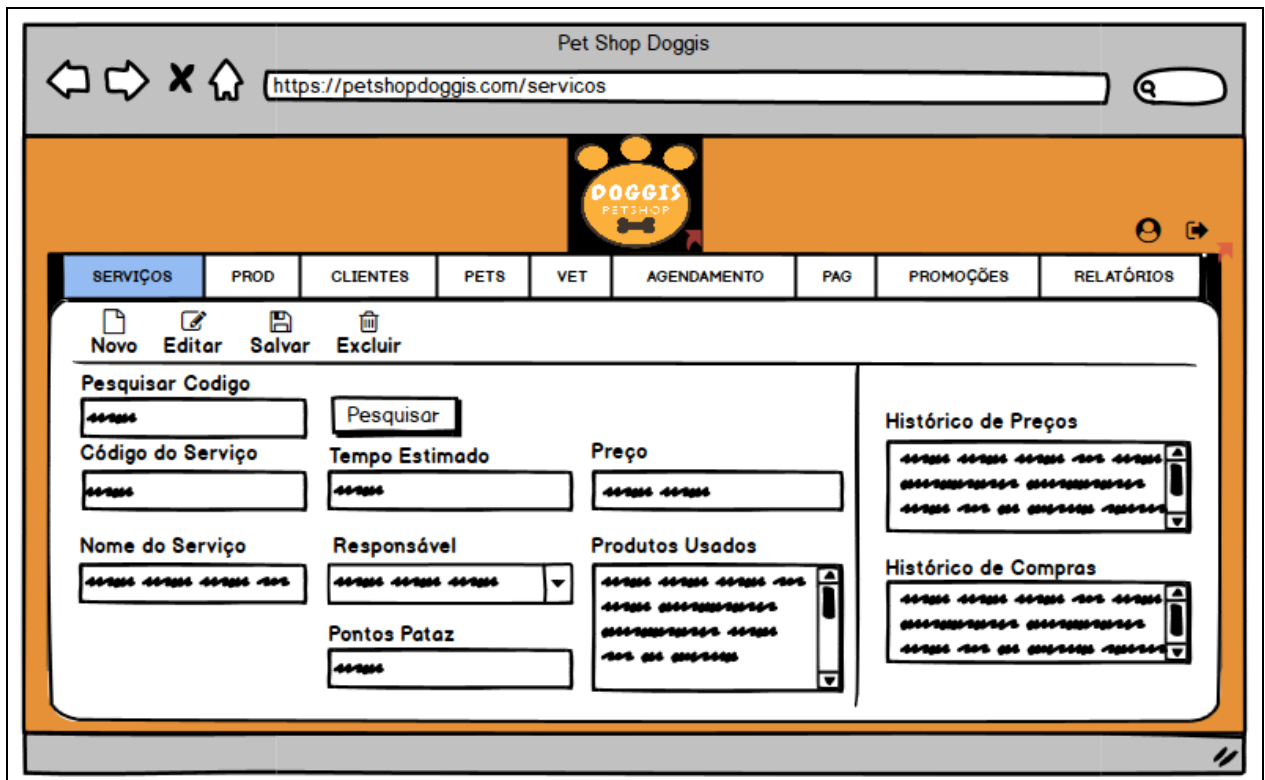 Pet Shop Doggis
https://petshopdoggis.com/servicos
DOGGIS
PETSHOP
SERVIÇOS PROD CLIENTES PETS VET AGENDAMENTO PAG PROMOÇÕES RELATÓRIOS
Novo Editar Salvar Excluir
Pesquisar Codigo
Pesquisar
Código do Serviço Tempo Estimado Preço
Nome do Serviço Responsável Produtos Usados
Pontos Pataz
Histórico de Preços
Histórico de Compras